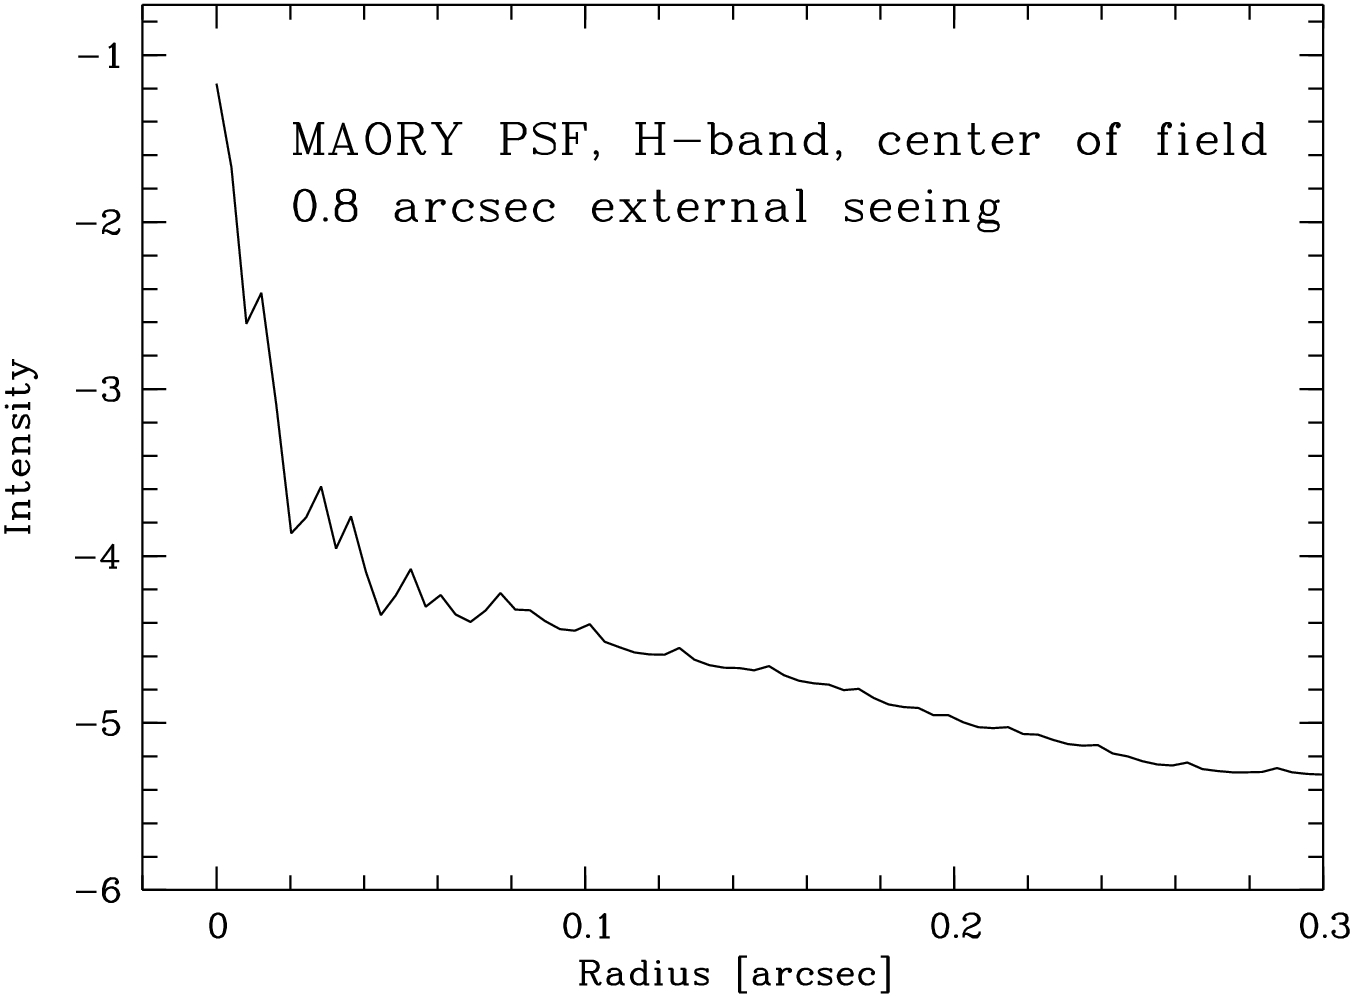 -1
MAORY PSF, H-band, center of field
0.8 arcsec external seeing
-2
-3
Intensity
-4
-5
-6
0 0.1 0.2 0.3
Radius [arcsec]